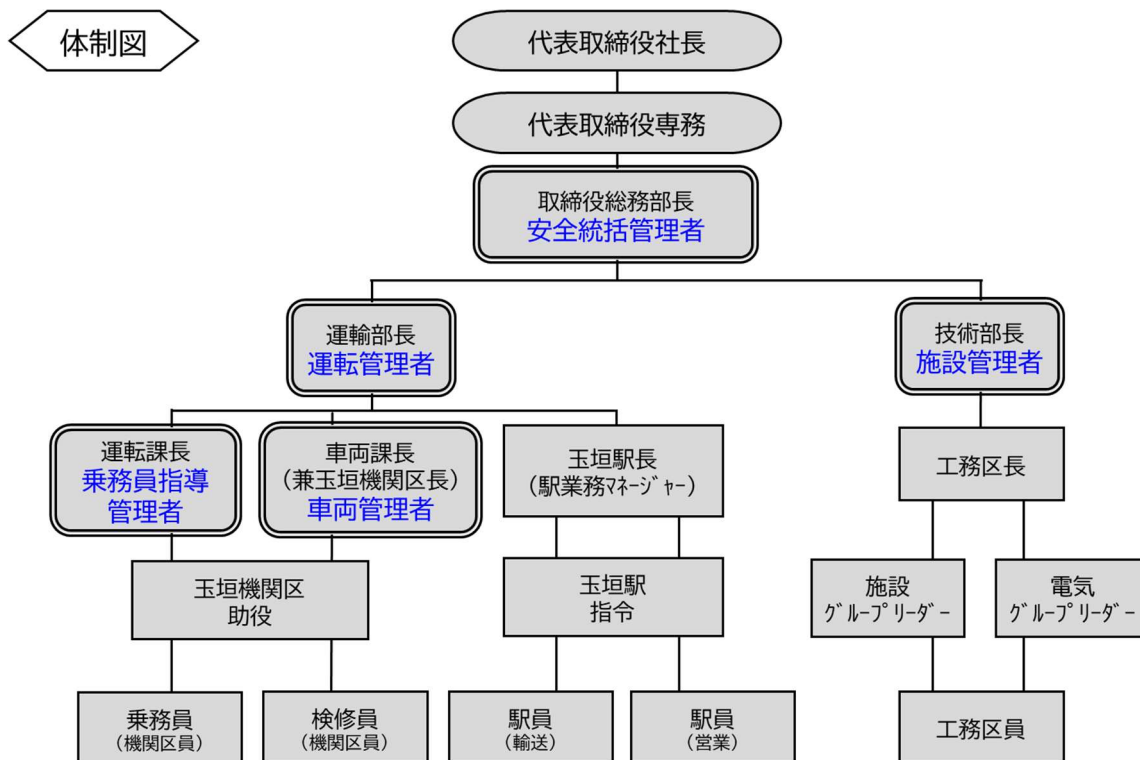 体制図
代表取締役社長
代表取締役専務
取締役総務部長
安全統括管理者
運輸部長
運転管理者
技術部長
施設管理者
運転課長
乗務員指導
管理者
車両課長
(兼玉垣機関区長)
車両管理者
玉垣駅長
(駅業務ﾏﾈｰｼﾞｬｰ)
工務区長
玉垣機関区
助役
玉垣駅
指令
施設
ｸﾞﾙｰﾌﾟﾘｰﾀﾞｰ
電気
ｸﾞﾙｰﾌﾟﾘｰﾀﾞｰ
乗務員
(機関区員)
検修員
(機関区員)
駅員
(輸送)
駅員
(営業)
工務区員